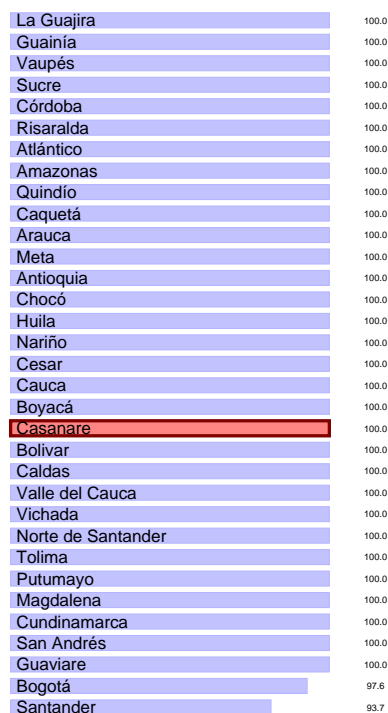 La Guajira 100.0
Guainía 100.0
Vaupés 100.0
Sucre 100.0
Córdoba 100.0
Risaralda 100.0
Atlántico 100.0
Amazonas 100.0
Quindío 100.0
Caquetá 100.0
Arauca 100.0
Meta 100.0
Antioquia 100.0
Chocó 100.0
Huila 100.0
Nariño 100.0
Cesar 100.0
Cauca 100.0
Boyacá 100.0
Casanare 100.0
Bolivar 100.0
Caldas 100.0
Valle del Cauca 100.0
Vichada 100.0
Norte de Santander 100.0
Tolima 100.0
Putumayo 100.0
Magdalena 100.0
Cundinamarca 100.0
San Andrés 100.0
Guaviare 100.0
Bogotá 97.6
Santander 93.7